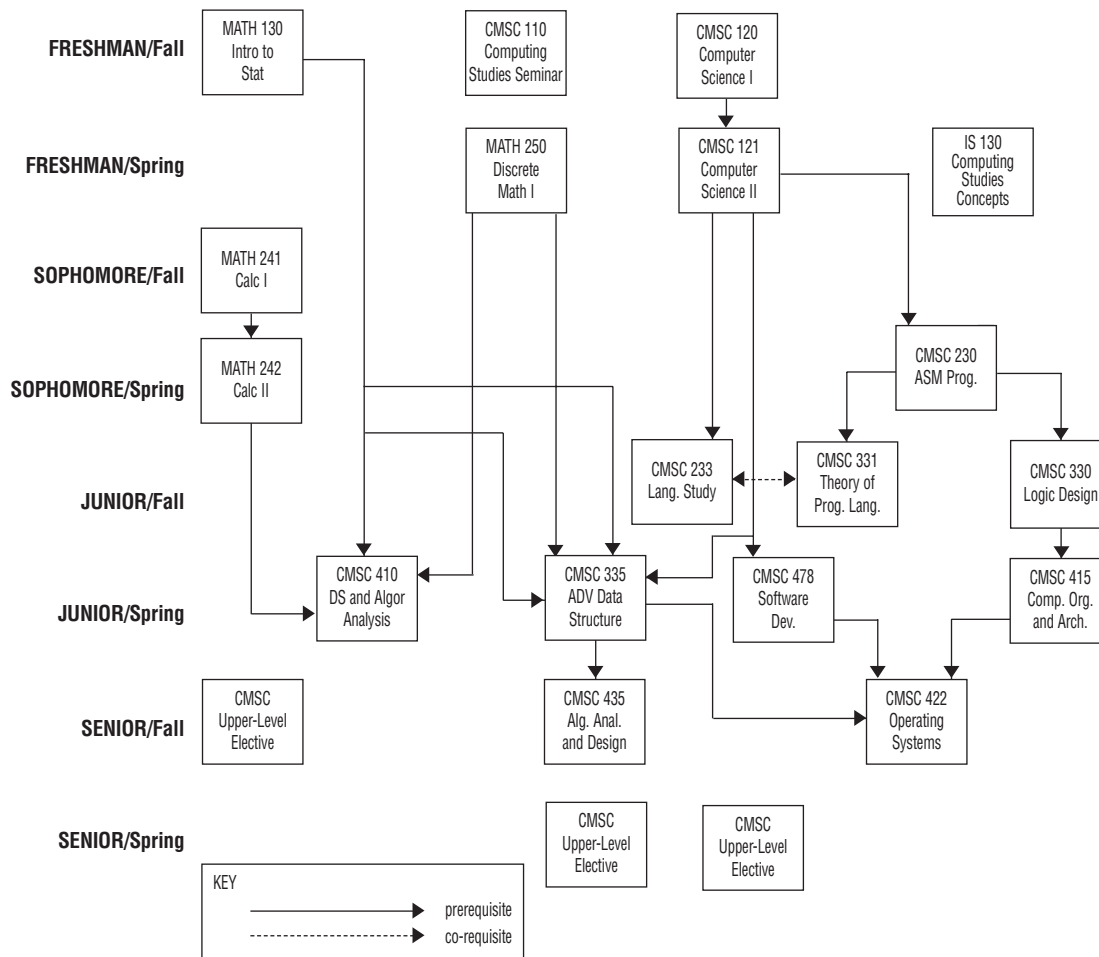 FRESHMAN/Fall
MATH 130
Intro to
Stat
CMSC 110
Computing
Studies Seminar
CMSC 120
Computer
Science I
FRESHMAN/Spring
MATH 250
Discrete
Math I
CMSC 121
Computer
Science II
IS 130
Computing
Studies
Concepts
SOPHOMORE/Fall
MATH 241
Calc I
SOPHOMORE/Spring
MATH 242
Calc II
CMSC 230
ASM Prog.
JUNIOR/Fall
CMSC 233
Lang. Study
CMSC 331
Theory of
Prog. Lang.
CMSC 330
Logic Design
JUNIOR/Spring
CMSC 410
DS and Algor
Analysis
CMSC 335
ADV Data
Structure
CMSC 478
Software
Dev.
CMSC 415
Comp. Org.
and Arch.
SENIOR/Fall
CMSC
Upper-Level
Elective
CMSC 435
Alg. Anal.
and Design
CMSC 422
Operating
Systems
SENIOR/Spring
CMSC
Upper-Level
Elective
CMSC
Upper-Level
Elective
KEY
prerequisite
co-requisite